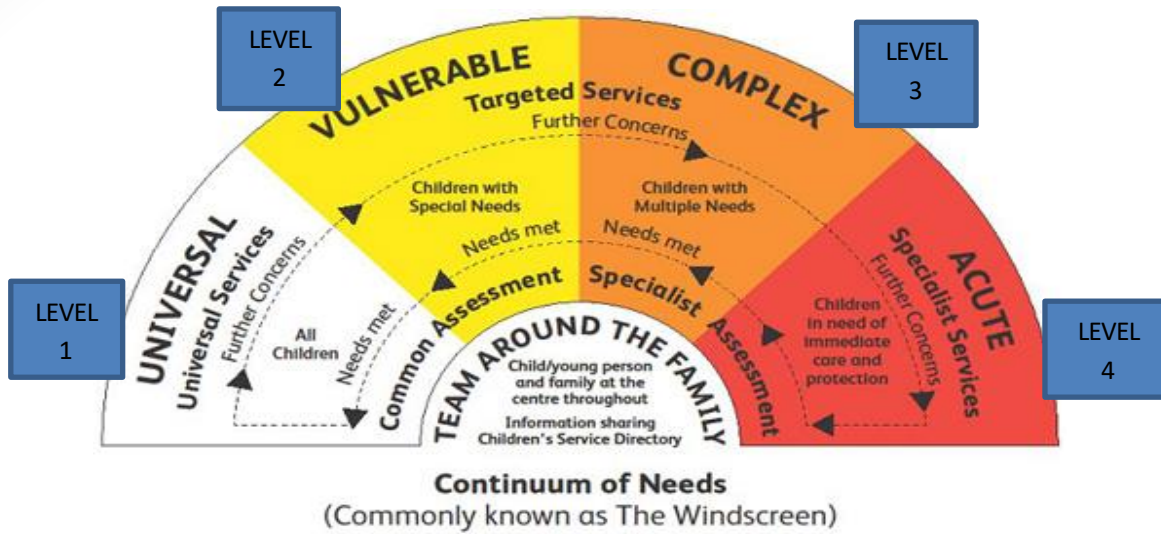 LEVEL
1
LEVEL
2
LEVEL
3
LEVEL
4
UNIVERSAL
Universal Services
Further Concerns
All
Children
Needs met
VULNERABLE
COMPLEX
Targeted Services
Further Concerns
Children with
Special Needs
Children with
Multiple Needs
Needs met
Needs met
Common Assessment
Specialist Assessment
ACUTE
Specialist Services
Further Concerns
Children
in need of
immediate
care and
protection
TEAM AROUND THE FAMILY
Child/young person
and family at the
centre throughout
Information sharing
Children's Service Directory
Continuum of Needs
(Commonly known as The Windscreen)